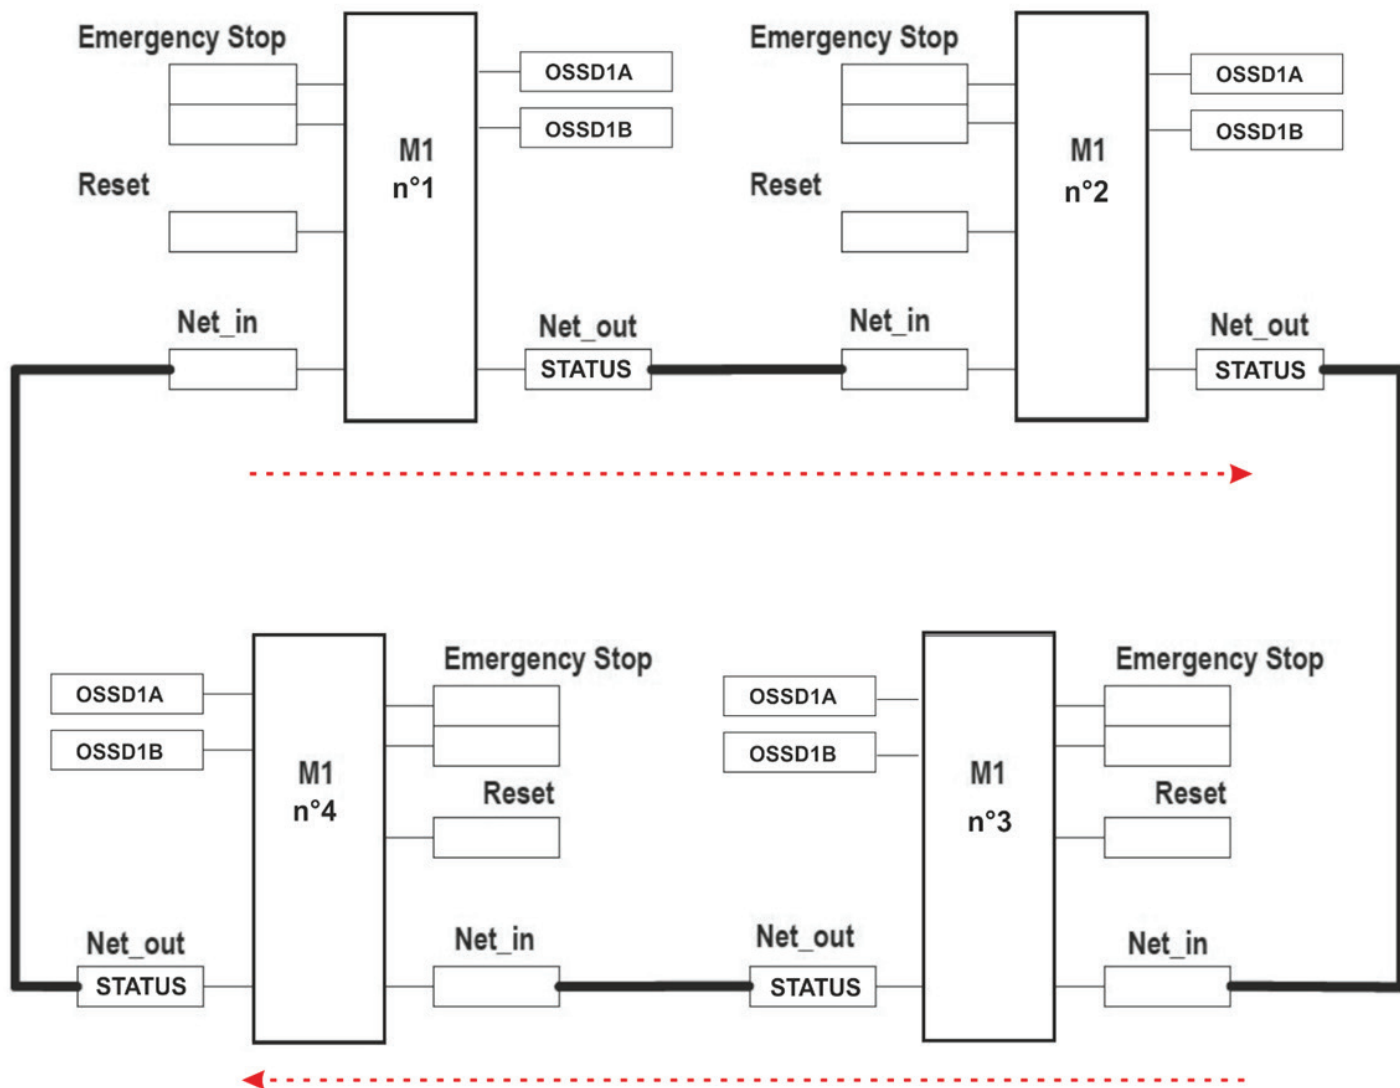 Emergency Stop
OSSD1A
OSSD1B
M1
n°1
Reset
Net_in
Net_out
STATUS
Emergency Stop
OSSD1A
OSSD1B
M1
n°2
Reset
Net_in
Net_out
STATUS
OSSD1A
OSSD1B
M1
n°4
Emergency Stop
Reset
Net_out
STATUS
Net_in
OSSD1A
OSSD1B
M1
n°3
Emergency Stop
Reset
Net_out
STATUS
Net_in